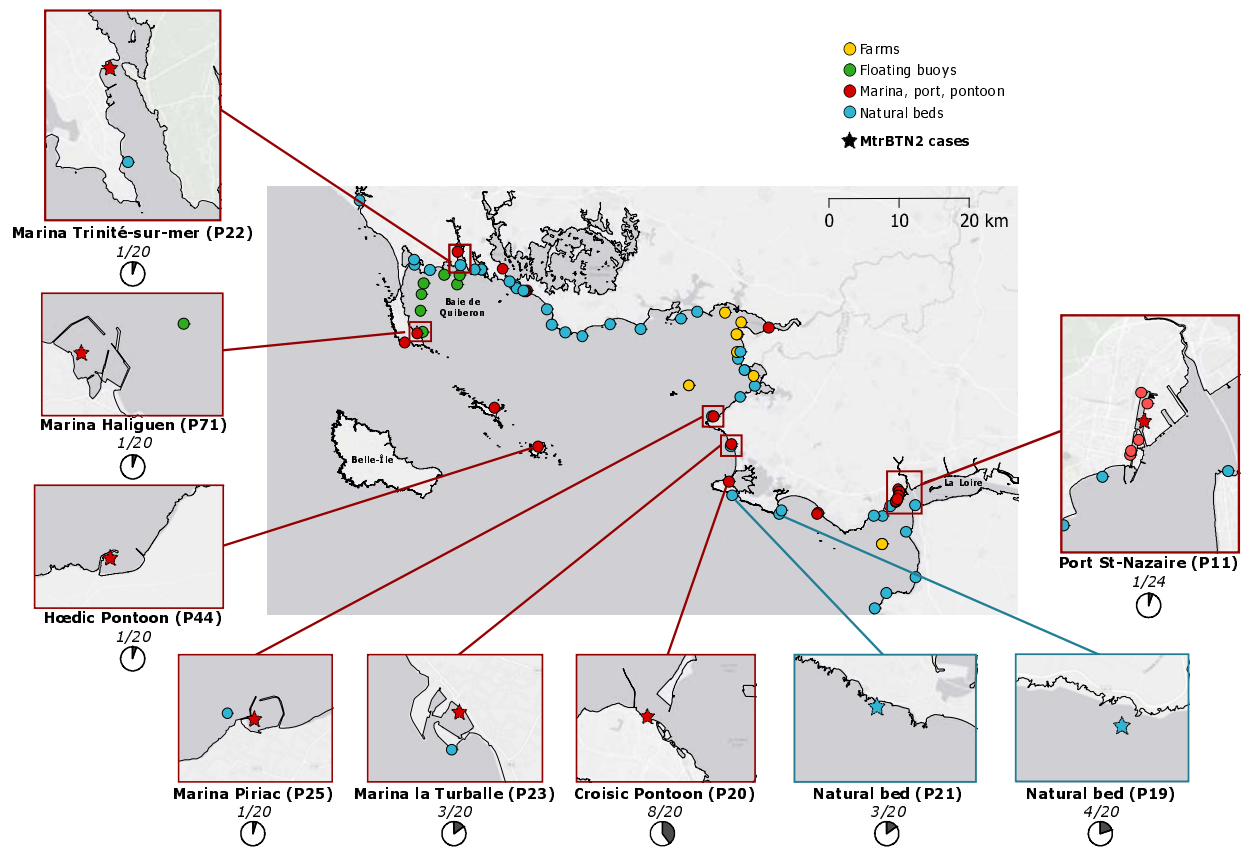 Farms
Floating buoys
Marina, port, pontoon
Natural beds
MtrBTN2 cases
0 10 20 km
Marina Trinité-sur-mer (P22)
1/20
Baie de
Quiberon
Marina Haliguen (P71)
1/20
Belle-Île
La Loire
Hœdic Pontoon (P44)
1/20
Port St-Nazaire (P11)
1/24
Marina Piriac (P25)
1/20
Marina la Turballe (P23)
3/20
Croisic Pontoon (P20)
8/20
Natural bed (P21)
3/20
Natural bed (P19)
4/20